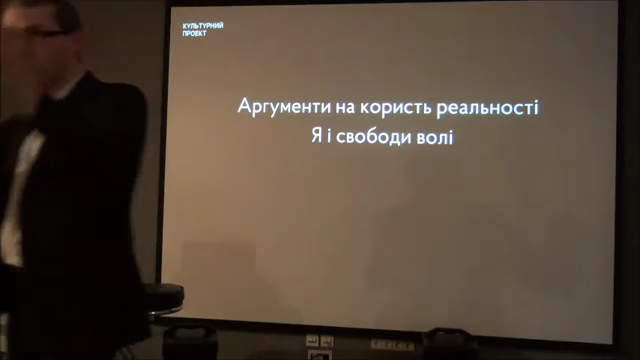 КУЛЬТУРНИЙ
ПРОЕКТ
Аргументи на користь реальності
Я і свободи волі